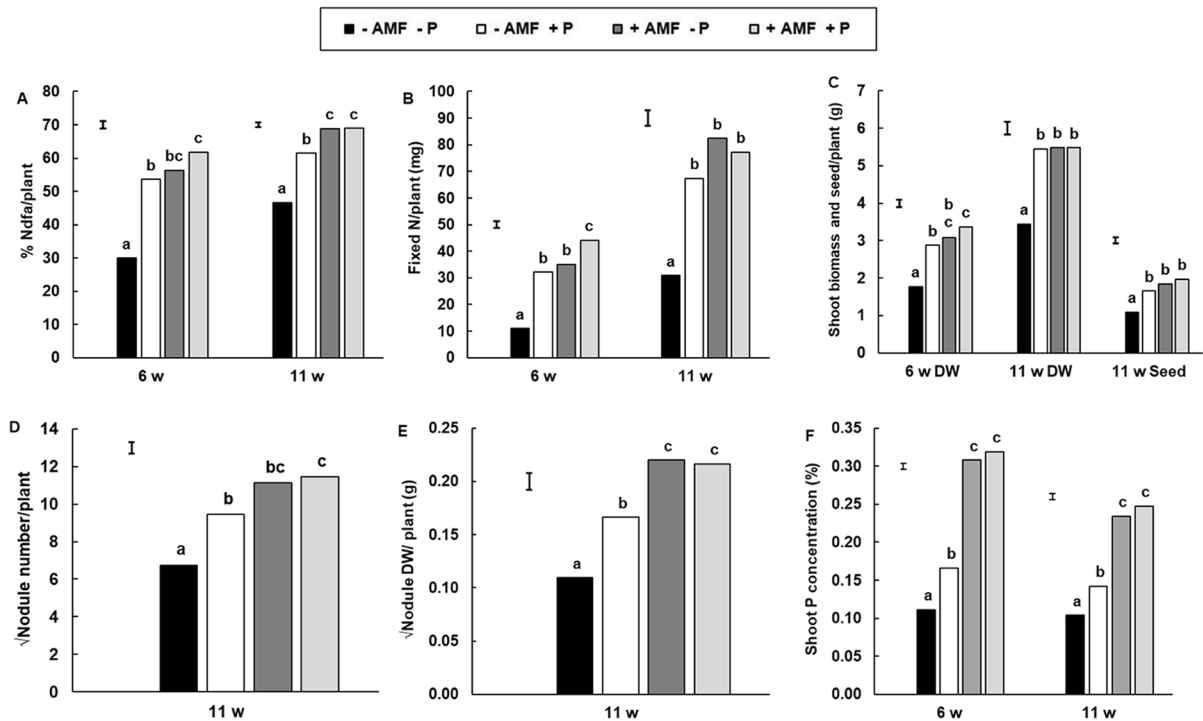 - AMF - P - AMF + P + AMF - P + AMF + P
A
% Ndfa/plant
80
70
60
50
40
30
20
10
0
a
b
bc
c
a
b
c
c
6 w
11 w
B
Fixed N/plant (mg)
100
90
80
70
60
50
40
30
20
10
0
a
b
b
c
a
b
b
b
6 w
11 w
C
Shoot biomass and seed/plant (g)
7
6
5
4
3
2
1
0
a
b
b
c
c
a
b
b
b
a
b
b
b
6 w DW
11 w DW
11 w Seed
D
√Nodule number/plant
14
12
10
8
6
4
2
0
a
b
bc
c
11 w
E
√Nodule DW/ plant (g)
0.25
0.20
0.15
0.10
0.05
0.00
a
b
c
c
11 w
F
Shoot P concentration (%)
0.35
0.30
0.25
0.20
0.15
0.10
0.05
0.00
a
b
c
c
a
b
c
c
6 w
11 w